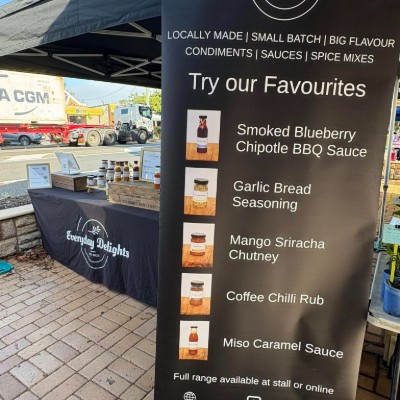 LOCALLY MADE | SMALL BATCH | BIG FLAVOUR
CONDIMENTS | SAUCES | SPICE MIXES
Try our Favourites
Smoked Blueberry
Chipotle BBQ Sauce
Garlic Bread
Seasoning
Mango Sriracha
Chutney
Coffee Chilli Rub
Miso Caramel Sauce
Full range available at stall or online
A CGM
Everyday Delights